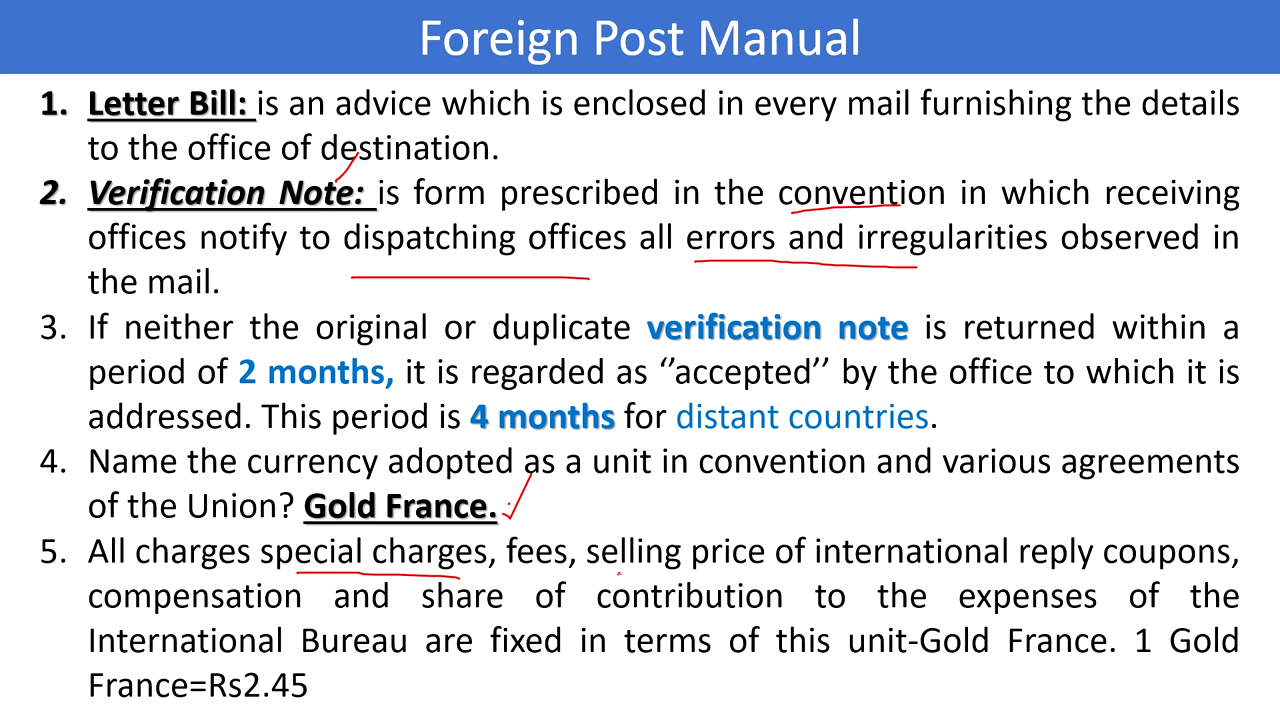 Foreign Post Manual
1. Letter Bill: is an advice which is enclosed in every mail furnishing the details
to the office of destination.
2. Verification Note: is form prescribed in the convention in which receiving
offices notify to dispatching offices all errors and irregularities observed in
the mail.
3. If neither the original or duplicate verification note is returned within a
period of 2 months, it is regarded as ‘’accepted’’ by the office to which it is
addressed. This period is 4 months for distant countries.
4. Name the currency adopted as a unit in convention and various agreements
of the Union? Gold France.
5. All charges special charges, fees, selling price of international reply coupons,
compensation and share of contribution to the expenses of the
International Bureau are fixed in terms of this unit-Gold France. 1 Gold
France=Rs2.45